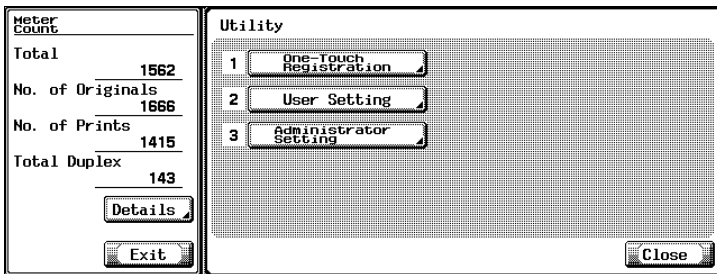 Meter
Count
Total
1562
No. of Originals
1666
No. of Prints
1415
Total Duplex
143
Details
Exit
Utility
1 One-Touch
Registration
2 User Setting
3 Administrator
Setting
Close